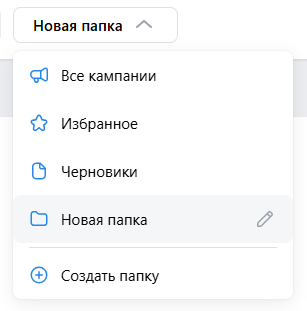 Новая папка
Все кампании
Избранное
Черновики
Новая папка
Создать папку